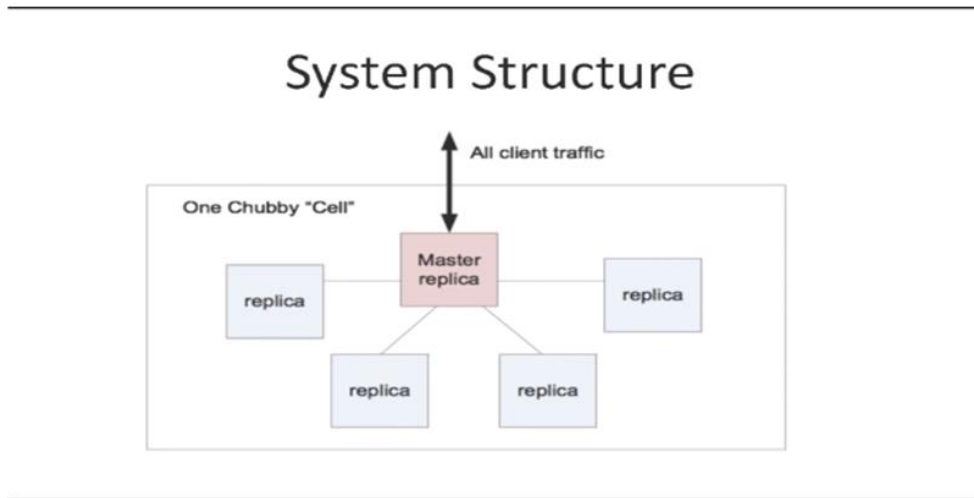 System Structure
All client traffic
One Chubby "Cell"
Master
replica
replica
replica
replica
replica